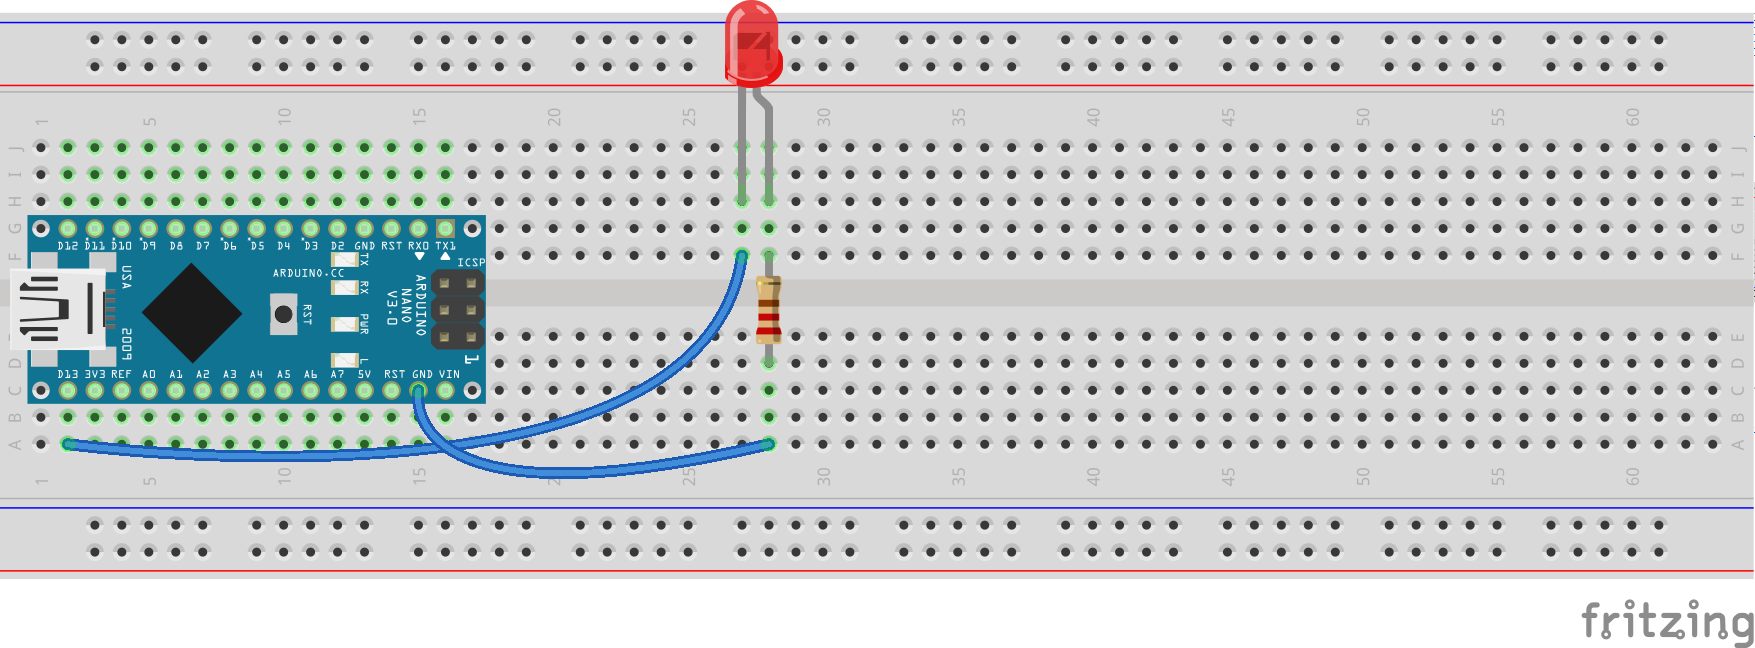 1 5 10 15 20 25 30 35 40 45 50 55 60
J J
I I
H H
G G
F F
D12 D11 D10 D9 D8 D7 D6 D5 D4 D3 D2 GND RST RX0 TX1
ICSP
TX
RX
PWR
L
USA
2009
ARDUINO.CC
RST
ARDUINO
NANO
V3.0
1
D13 3V3 REF A0 A1 A2 A3 A4 A5 A6 A7 5V RST GND VIN
E
D D
C C
B B
A A
1 5 10 15 20 25 30 35 40 45 50 55 60
fritzing